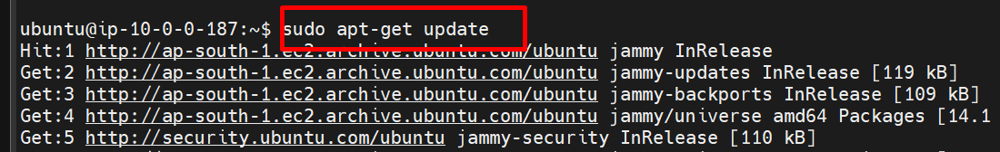 ubuntu@ip-10-0-0-187:~$ sudo apt-get update
Hit:1 http://ap-south-1.ec2.archive.ubuntu.com/ubuntu jammy InRelease
Get:2 http://ap-south-1.ec2.archive.ubuntu.com/ubuntu jammy-updates InRelease [119 kB]
Get:3 http://ap-south-1.ec2.archive.ubuntu.com/ubuntu jammy-backports InRelease [109 kB]
Get:4 http://ap-south-1.ec2.archive.ubuntu.com/ubuntu jammy/universe amd64 Packages [14.1
Get:5 http://security.ubuntu.com/ubuntu jammy-security InRelease [110 kB]